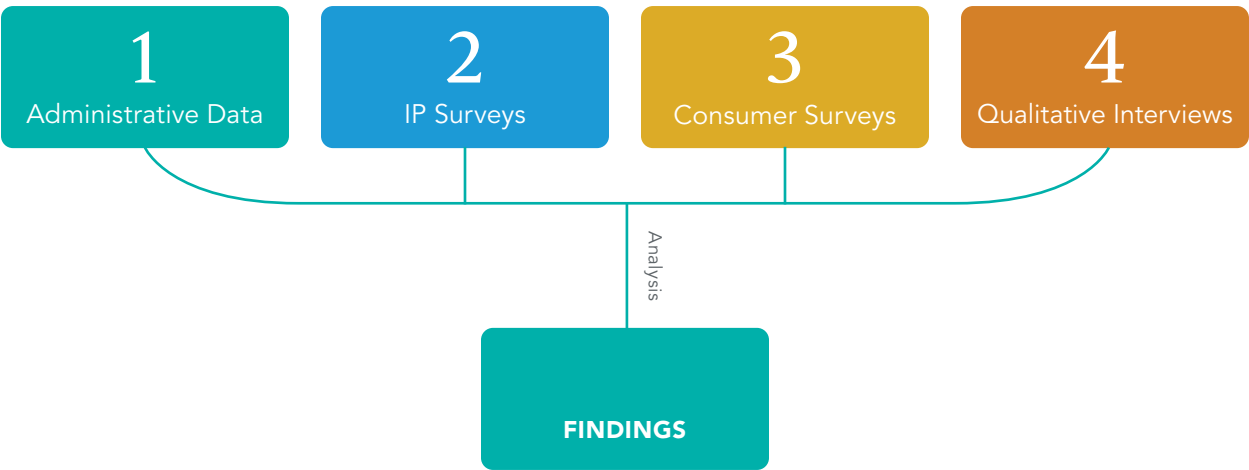 1
Administrative Data
2
IP Surveys
3
Consumer Surveys
4
Qualitative Interviews
Analysis
FINDINGS